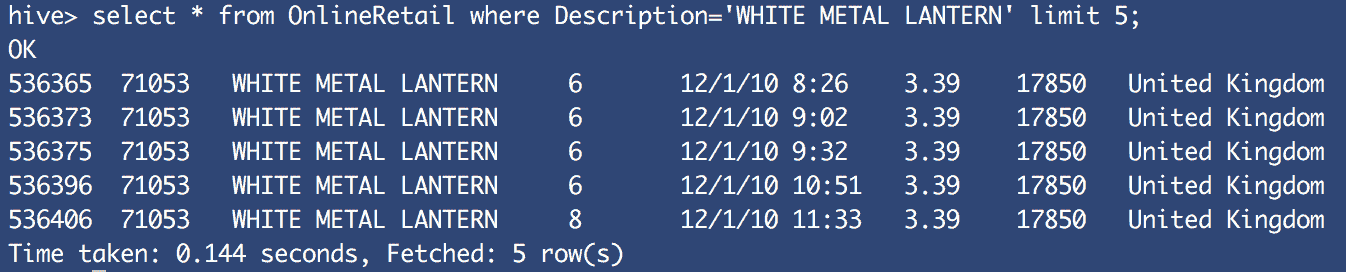 hive> select * from OnlineRetail where Description='WHITE METAL LANTERN' limit 5;
OK
536365 71053 WHITE METAL LANTERN 6 12/1/10 8:26 3.39 17850 United Kingdom
536373 71053 WHITE METAL LANTERN 6 12/1/10 9:02 3.39 17850 United Kingdom
536375 71053 WHITE METAL LANTERN 6 12/1/10 9:32 3.39 17850 United Kingdom
536396 71053 WHITE METAL LANTERN 6 12/1/10 10:51 3.39 17850 United Kingdom
536406 71053 WHITE METAL LANTERN 8 12/1/10 11:33 3.39 17850 United Kingdom
Time taken: 0.144 seconds, Fetched: 5 row(s)